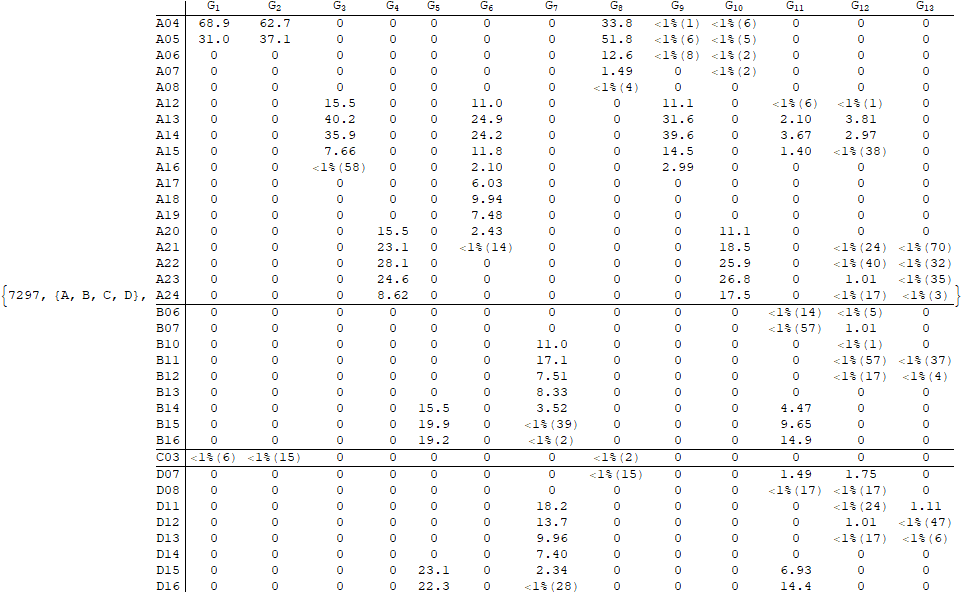 G₁ G₂ G₃ G₄ G₅ G₆ G₇ G₈ G₉ G₁₀ G₁₁ G₁₂ G₁₃
A04 68.9 62.7 0 0 0 0 0 33.8 <1%(1) <1%(6) 0 0 0
A05 31.0 37.1 0 0 0 0 0 51.8 <1%(6) <1%(5) 0 0 0
A06 0 0 0 0 0 0 0 12.6 <1%(8) <1%(2) 0 0 0
A07 0 0 0 0 0 0 0 1.49 0 <1%(2) 0 0 0
A08 0 0 0 0 0 0 0 <1%(4) 0 0 0 0 0
A12 0 0 15.5 0 0 11.0 0 0 11.1 0 <1%(6) <1%(1) 0
A13 0 0 40.2 0 0 24.9 0 0 31.6 0 2.10 3.81 0
A14 0 0 35.9 0 0 24.2 0 0 39.6 0 3.67 2.97 0
A15 0 0 7.66 0 0 11.8 0 0 14.5 0 1.40 <1%(38) 0
A16 0 0 <1%(58) 0 0 2.10 0 0 2.99 0 0 0 0
A17 0 0 0 0 0 6.03 0 0 0 0 0 0 0
A18 0 0 0 0 0 9.94 0 0 0 0 0 0 0
A19 0 0 0 0 0 7.48 0 0 0 0 0 0 0
A20 0 0 0 15.5 0 2.43 0 0 0 11.1 0 0 0
A21 0 0 0 23.1 0 <1%(14) 0 0 0 18.5 0 <1%(24) <1%(70)
A22 0 0 0 28.1 0 0 0 0 0 25.9 0 <1%(40) <1%(32)
A23 0 0 0 24.6 0 0 0 0 0 26.8 0 1.01 <1%(35)
{7297, {A, B, C, D}, A24 0 0 0 8.62 0 0 0 0 0 17.5 0 <1%(17) <1%(3)}
B06 0 0 0 0 0 0 0 0 0 0 <1%(14) <1%(5) 0
B07 0 0 0 0 0 0 0 0 0 0 <1%(57) 1.01 0
B10 0 0 0 0 0 0 11.0 0 0 0 0 <1%(1) 0
B11 0 0 0 0 0 0 17.1 0 0 0 0 <1%(57) <1%(37)
B12 0 0 0 0 0 0 7.51 0 0 0 0 <1%(17) <1%(4)
B13 0 0 0 0 0 0 8.33 0 0 0 0 0 0
B14 0 0 0 0 15.5 0 3.52 0 0 0 4.47 0 0
B15 0 0 0 0 19.9 0 <1%(39) 0 0 0 9.65 0 0
B16 0 0 0 0 19.2 0 <1%(2) 0 0 0 14.9 0 0
C03 <1%(6) <1%(15) 0 0 0 0 0 <1%(2) 0 0 0 0 0
D07 0 0 0 0 0 0 0 <1%(15) 0 0 1.49 1.75 0
D08 0 0 0 0 0 0 0 0 0 0 <1%(17) <1%(17) 0
D11 0 0 0 0 0 0 18.2 0 0 0 0 <1%(24) 1.11
D12 0 0 0 0 0 0 13.7 0 0 0 0 1.01 <1%(47)
D13 0 0 0 0 0 0 9.96 0 0 0 0 <1%(17) <1%(6)
D14 0 0 0 0 0 0 7.40 0 0 0 0 0 0
D15 0 0 0 0 23.1 0 2.34 0 0 0 6.93 0 0
D16 0 0 0 0 22.3 0 <1%(28) 0 0 0 14.4 0 0